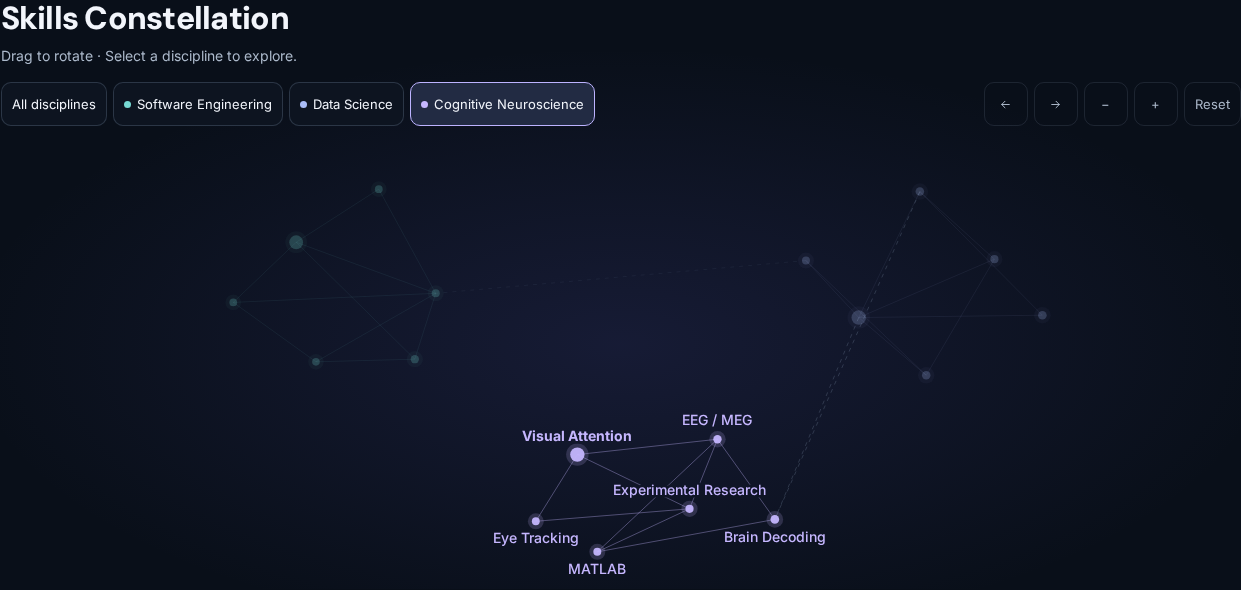 Skills Constellation
Drag to rotate · Select a discipline to explore.
All disciplines
Software Engineering
Data Science
Cognitive Neuroscience
←
→
−
+
Reset
EEG / MEG
Visual Attention
Experimental Research
Eye Tracking
Brain Decoding
MATLAB